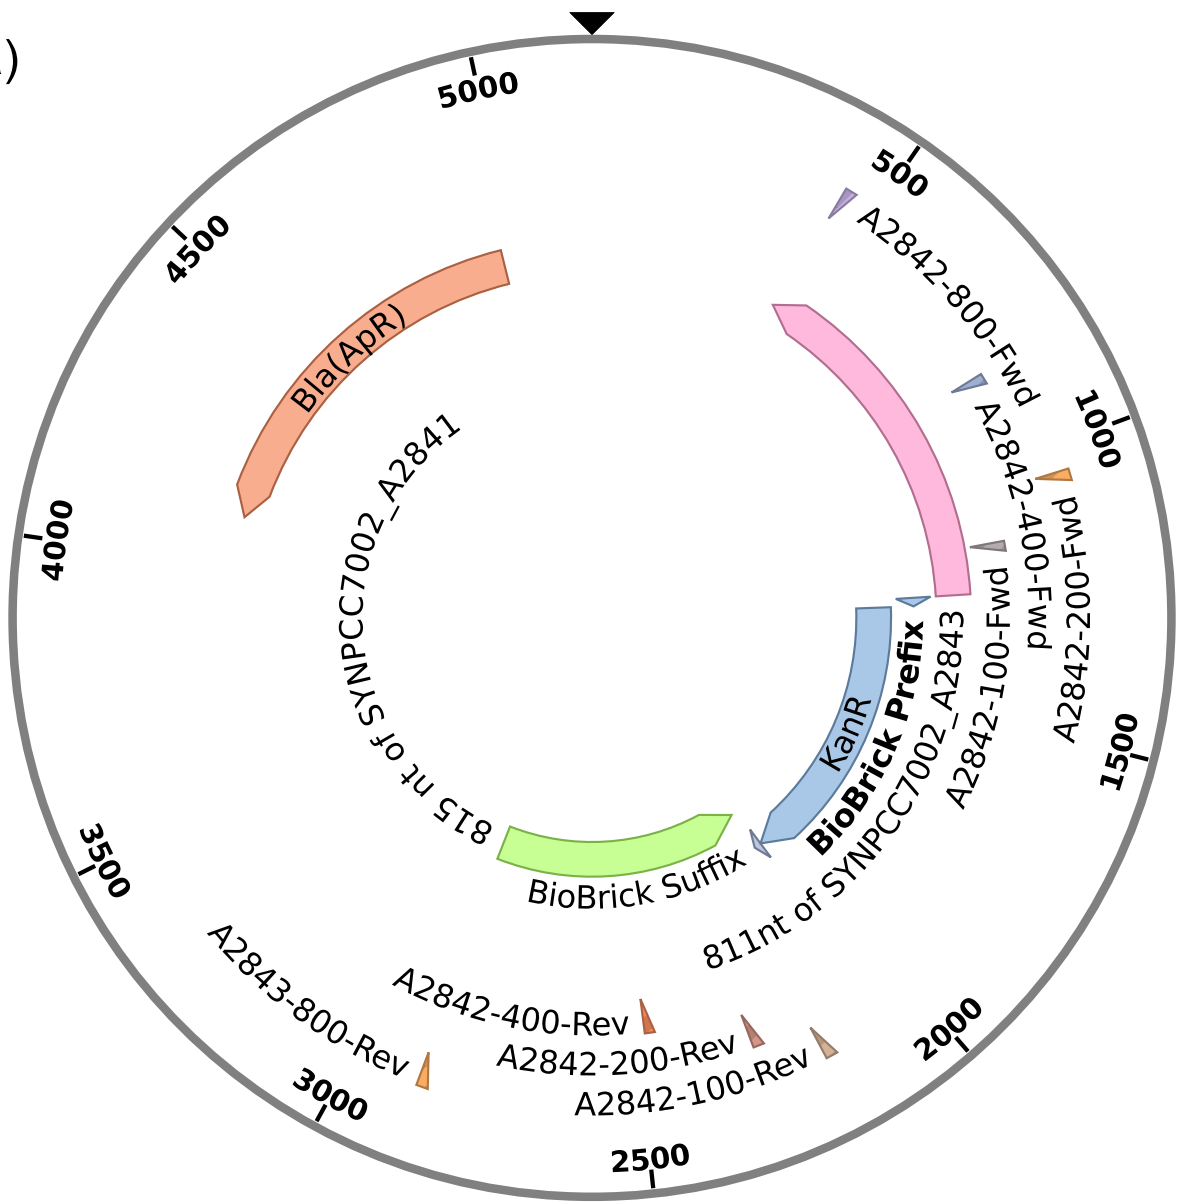 )
5000
500
4500
A2842-800-Fwd
1000
A2842-400-Fwd
Bla(ApR)
A2842-200-Fwd
4000
SYNPCC7002_A2841
815 nt of
A2842-100-Fwd
BioBrick Prefix
KanR
811nt of SYNPCC7002_A2843
1500
BioBrick Suffix
3500
A2843-800-Rev
A2842-400-Rev
A2842-200-Rev
A2842-100-Rev
2000
3000
2500